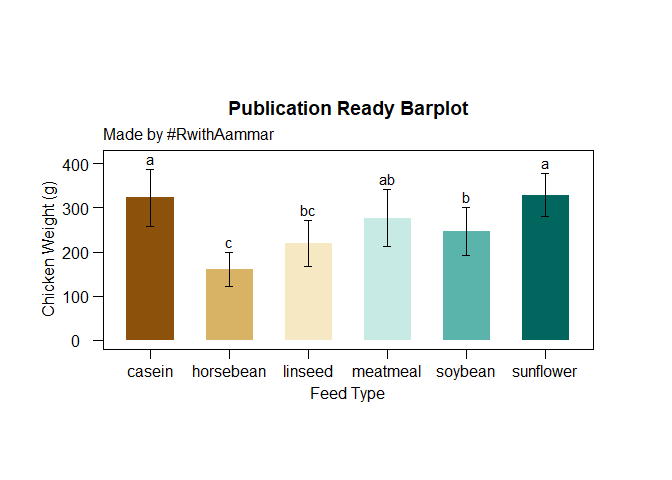 Publication Ready Barplot
Made by #RwithAammar
Chicken Weight (g)
400
300
200
100
0
a
c
bc
ab
b
a
casein horsebean linseed meatmeal soybean sunflower
Feed Type